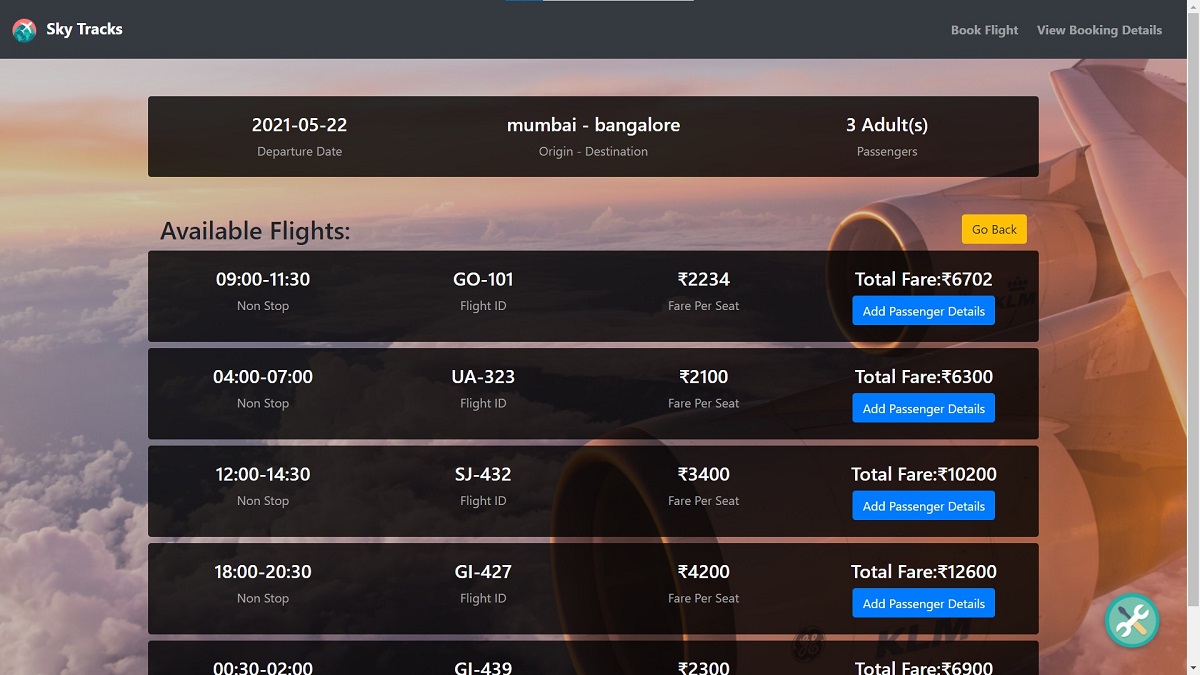 Sky Tracks
Book Flight View Booking Details
2021-05-22 mumbai - bangalore 3 Adult(s)
Departure Date Origin - Destination Passengers
Available Flights: Go Back
09:00-11:30 GO-101 ₹2234 Total Fare:₹6702
Non Stop Flight ID Fare Per Seat Add Passenger Details
04:00-07:00 UA-323 ₹2100 Total Fare:₹6300
Non Stop Flight ID Fare Per Seat Add Passenger Details
12:00-14:30 SJ-432 ₹3400 Total Fare:₹10200
Non Stop Flight ID Fare Per Seat Add Passenger Details
18:00-20:30 GI-427 ₹4200 Total Fare:₹12600
Non Stop Flight ID Fare Per Seat Add Passenger Details
KLM
KLM
00:30-02:00 GI-439 ₹2300 Total Fare:₹6900